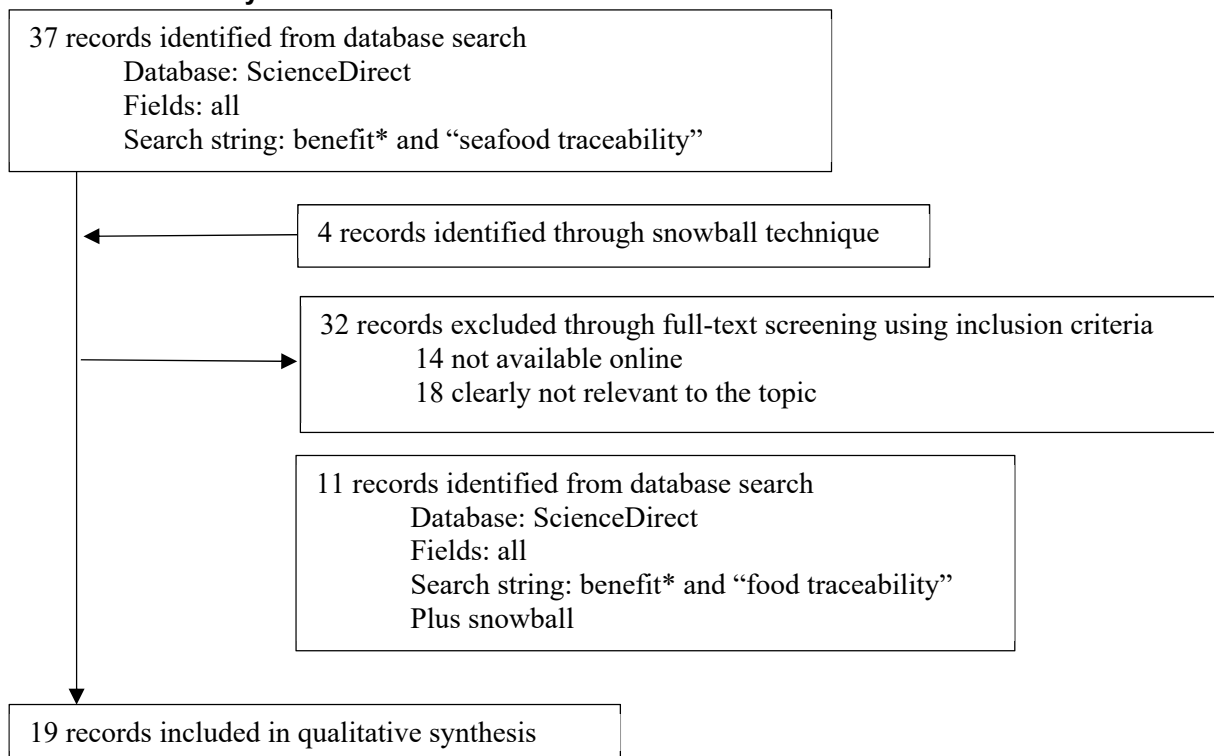 37 records identified from database search
Database: ScienceDirect
Fields: all
Search string: benefit* and “seafood traceability”
4 records identified through snowball technique
32 records excluded through full-text screening using inclusion criteria
14 not available online
18 clearly not relevant to the topic
11 records identified from database search
Database: ScienceDirect
Fields: all
Search string: benefit* and “food traceability”
Plus snowball
19 records included in qualitative synthesis